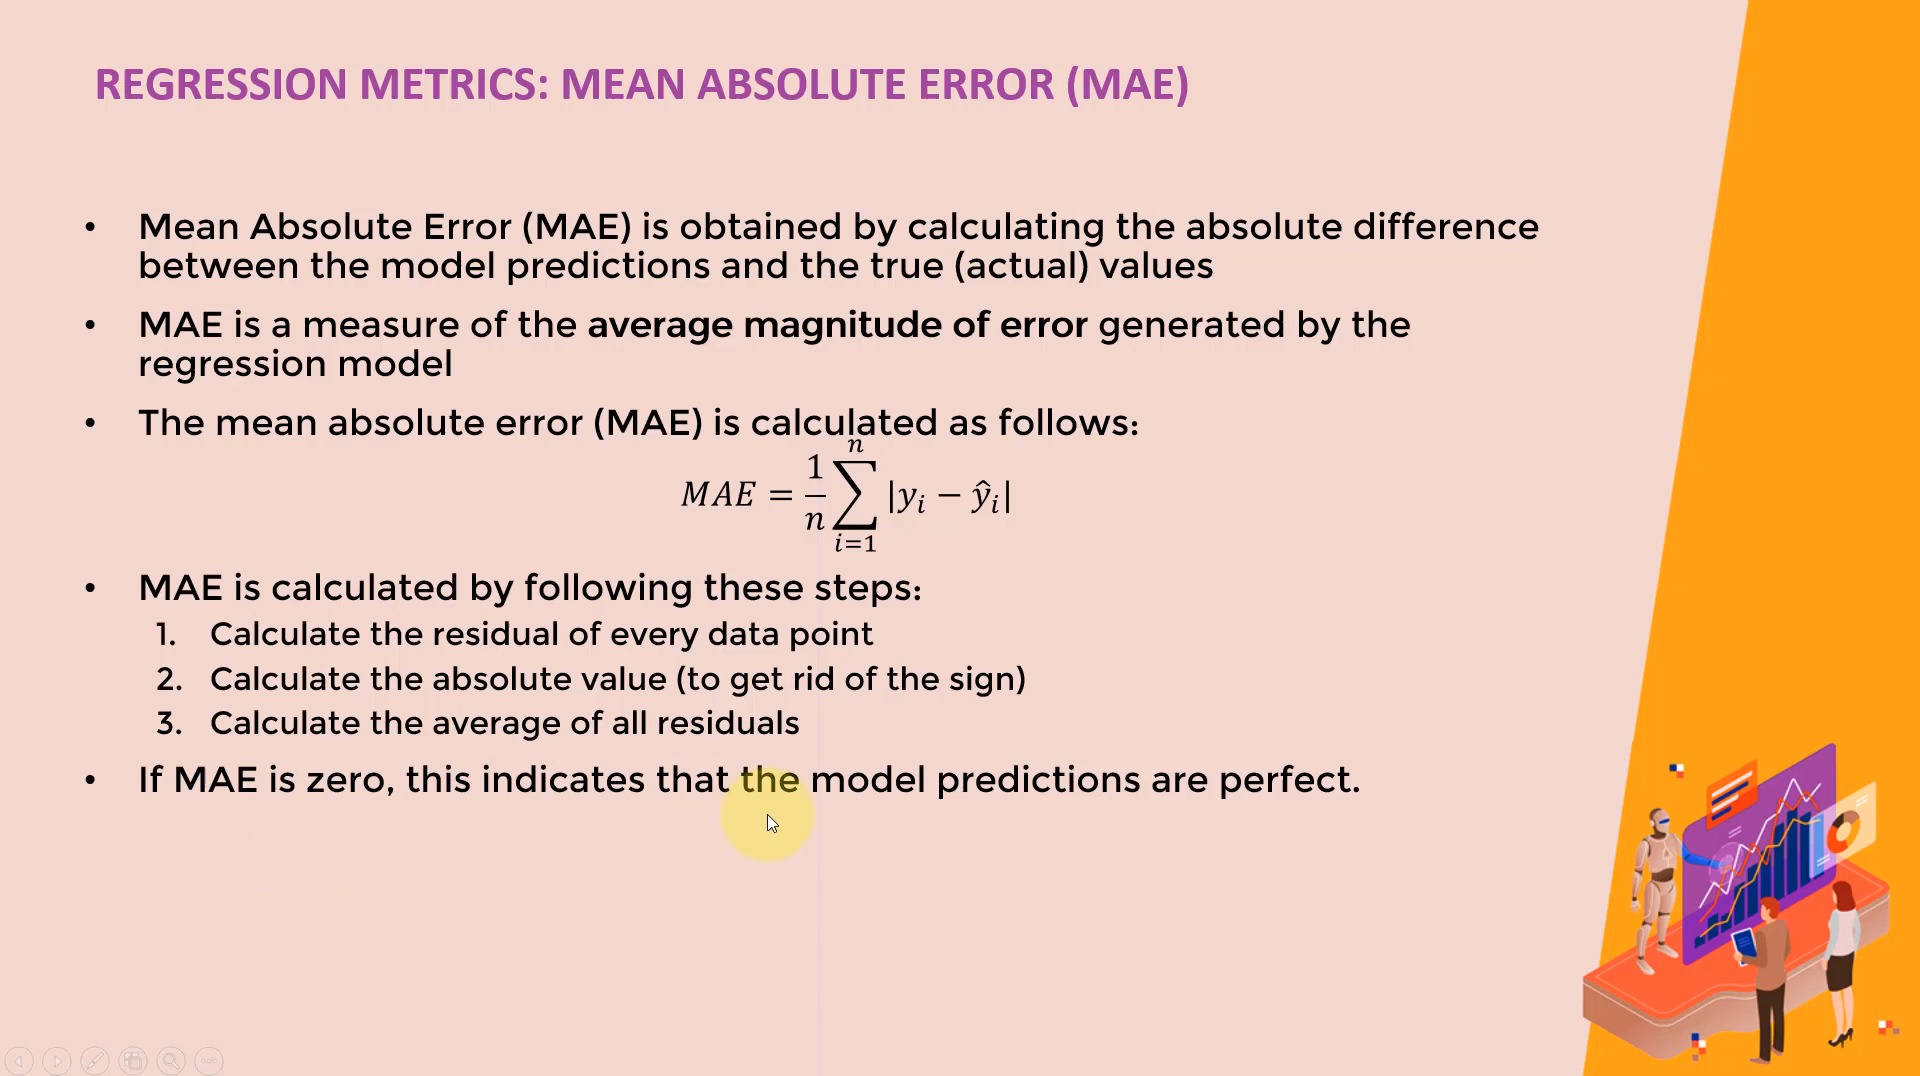 REGRESSION METRICS: MEAN ABSOLUTE ERROR (MAE)
• Mean Absolute Error (MAE) is obtained by calculating the absolute difference
between the model predictions and the true (actual) values
• MAE is a measure of the average magnitude of error generated by the
regression model
• The mean absolute error (MAE) is calculated as follows:
$MAE = \frac{1}{n} \sum_{i=1}^{n} |y_i - \hat{y}_i|$
• MAE is calculated by following these steps:
1. Calculate the residual of every data point
2. Calculate the absolute value (to get rid of the sign)
3. Calculate the average of all residuals
• If MAE is zero, this indicates that the model predictions are perfect.